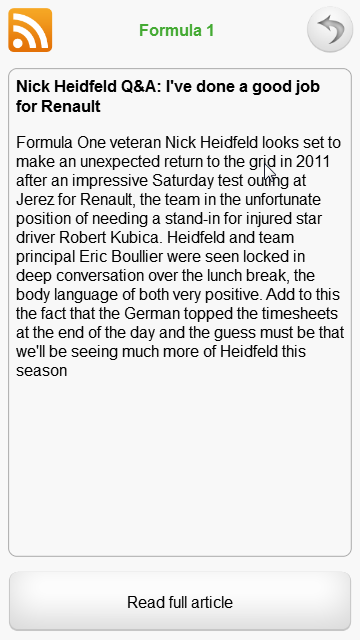 Formula 1
Nick Heidfeld Q&A: I've done a good job
for Renault
Formula One veteran Nick Heidfeld looks set to
make an unexpected return to the grid in 2011
after an impressive Saturday test outing at
Jerez for Renault, the team in the unfortunate
position of needing a stand-in for injured star
driver Robert Kubica. Heidfeld and team
principal Eric Boullier were seen locked in
deep conversation over the lunch break, the
body language of both very positive. Add to this
the fact that the German topped the timesheets
at the end of the day and the guess must be that
we'll be seeing much more of Heidfeld this
season
Read full article